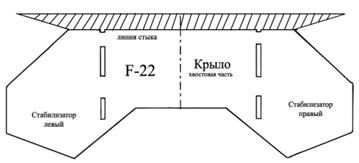 линия стыка
F-22
Крыло
хвостовая часть
Стабилизатор
левый
Стабилизатор
правый